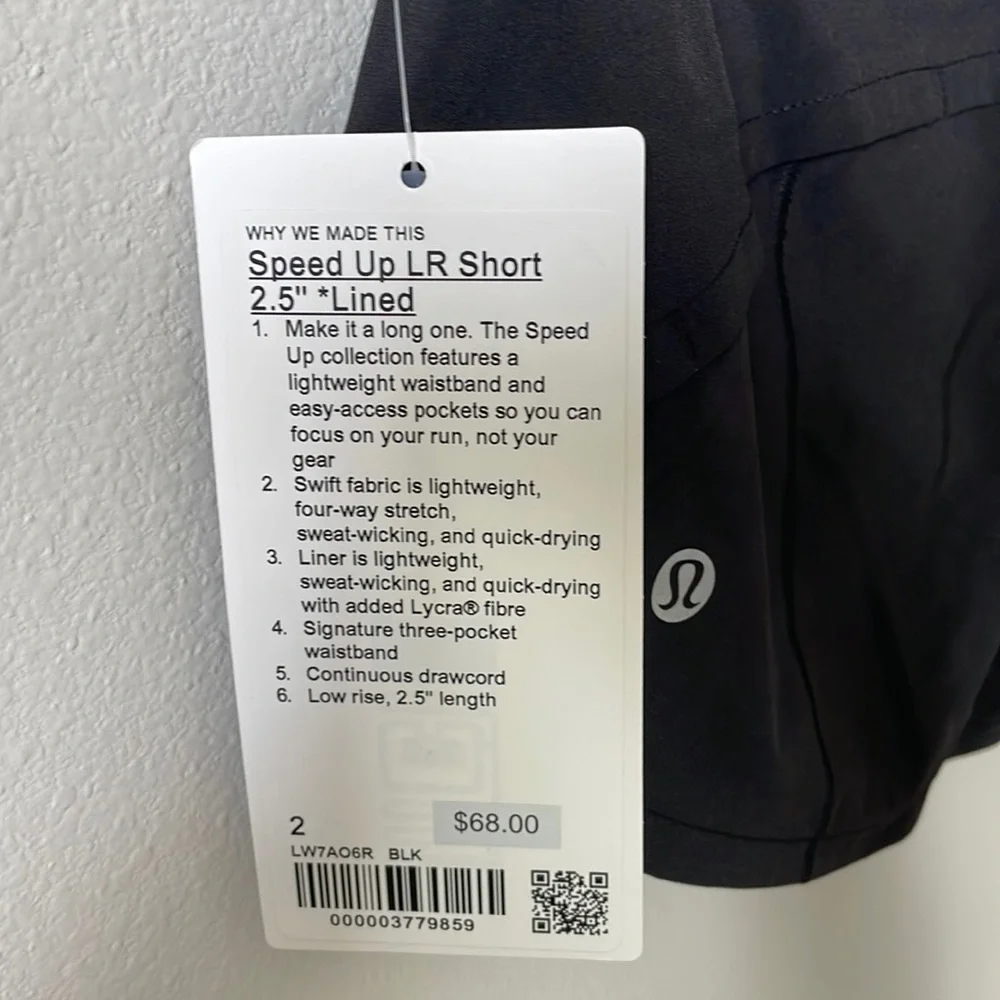 WHY WE MADE THIS
Speed Up LR Short
2.5" *Lined
1. Make it a long one. The Speed
Up collection features a
lightweight waistband and
easy-access pockets so you can
focus on your run, not your
gear
2. Swift fabric is lightweight,
four-way stretch,
sweat-wicking, and quick-drying
3. Liner is lightweight,
sweat-wicking, and quick-drying
with added Lycra® fibre
4. Signature three-pocket
waistband
5. Continuous drawcord
6. Low rise, 2.5" length
2 $68.00
LW7AO6R BLK
000003779859